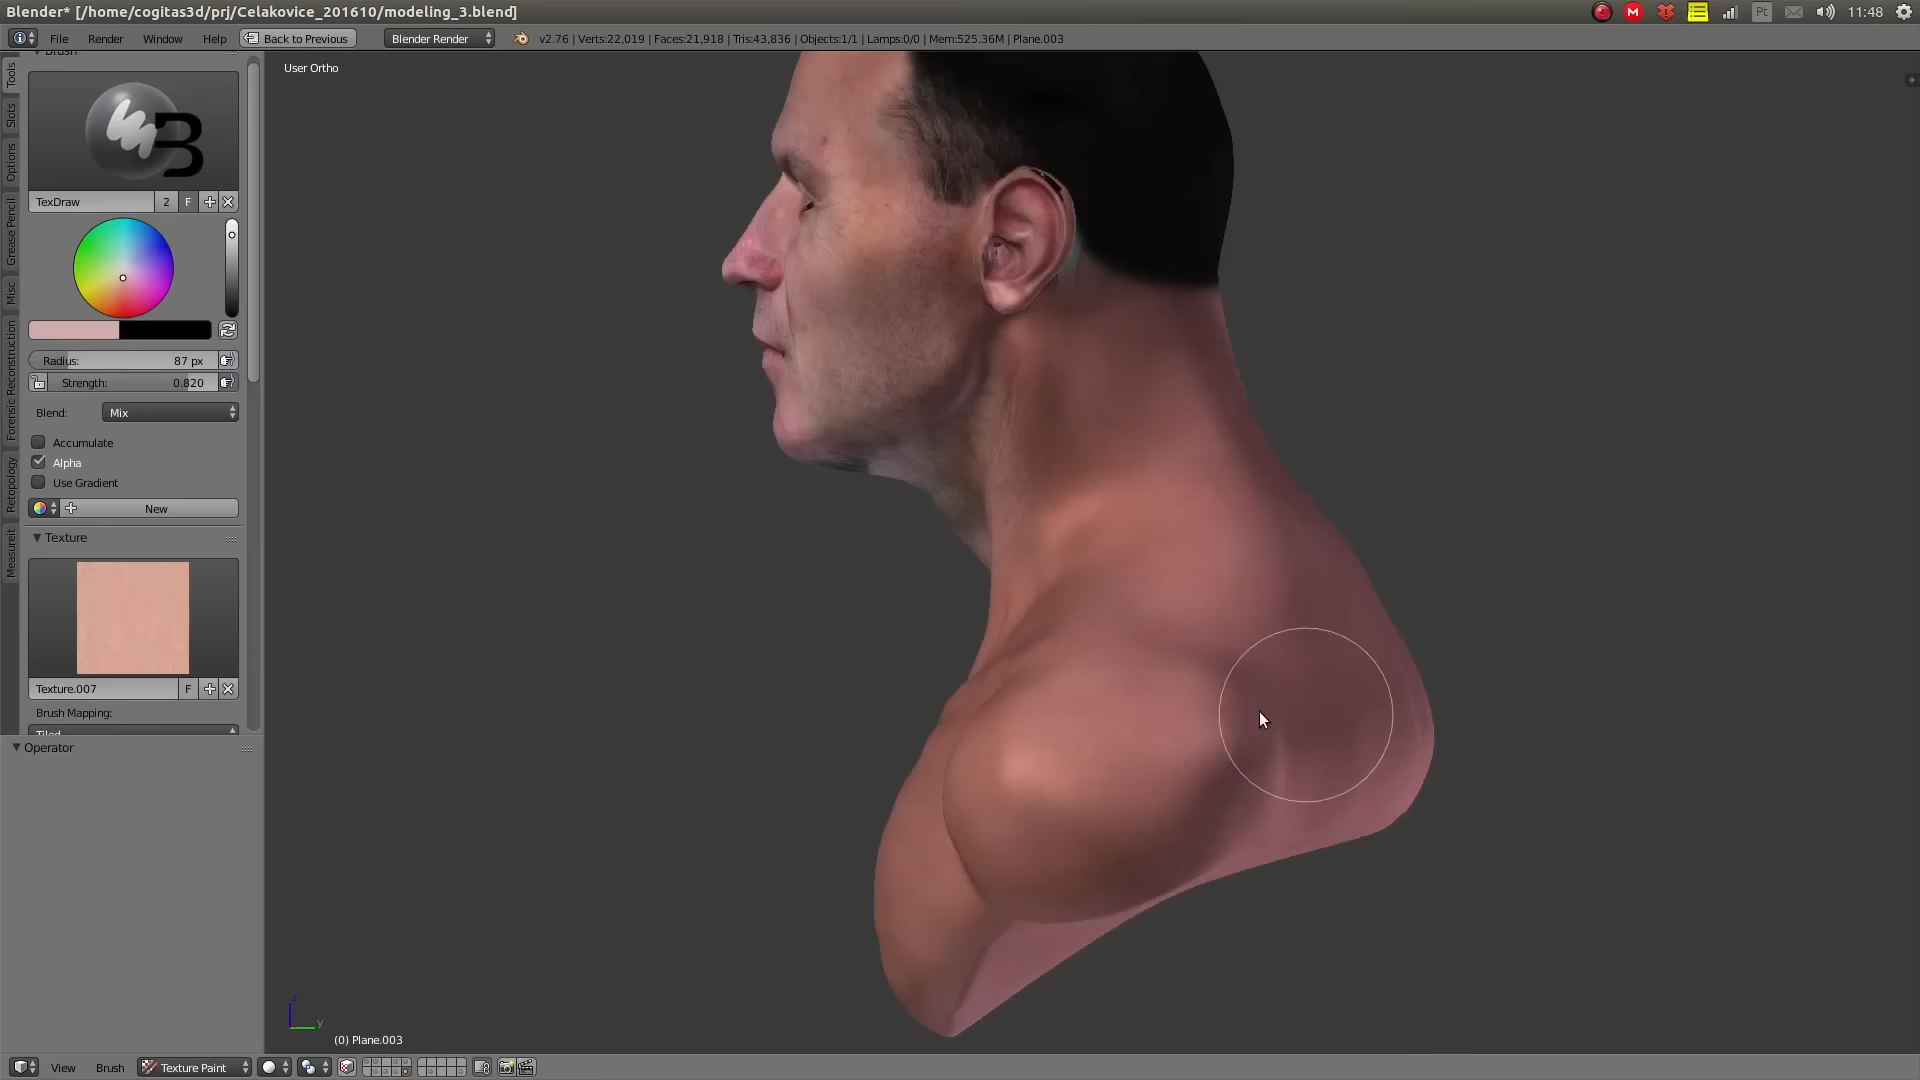 Blender* [/home/cogitas3d/prj/Celakovice_201610/modeling_3.blend]
Pt
11:48
File
Render
Window
Help
Back to Previous
Blender Render
v2.76 | Verts:22,019 | Faces:21,918 | Tris:43,836 | Objects:1/1 | Lamps:0/0 | Mem:525.36M | Plane.003
Brush
User Ortho
Tools
Slots
Options
Grease Pencil
Misc
Forensic Reconstruction
Retopology
Measureit
TexDraw
2
F
Radius:
87 px
Strength:
0.820
Blend:
Mix
Accumulate
Alpha
Use Gradient
New
Texture
Texture.007
F
Brush Mapping:
Tiled
Operator
z
y
(0) Plane.003
View
Brush
Texture Paint